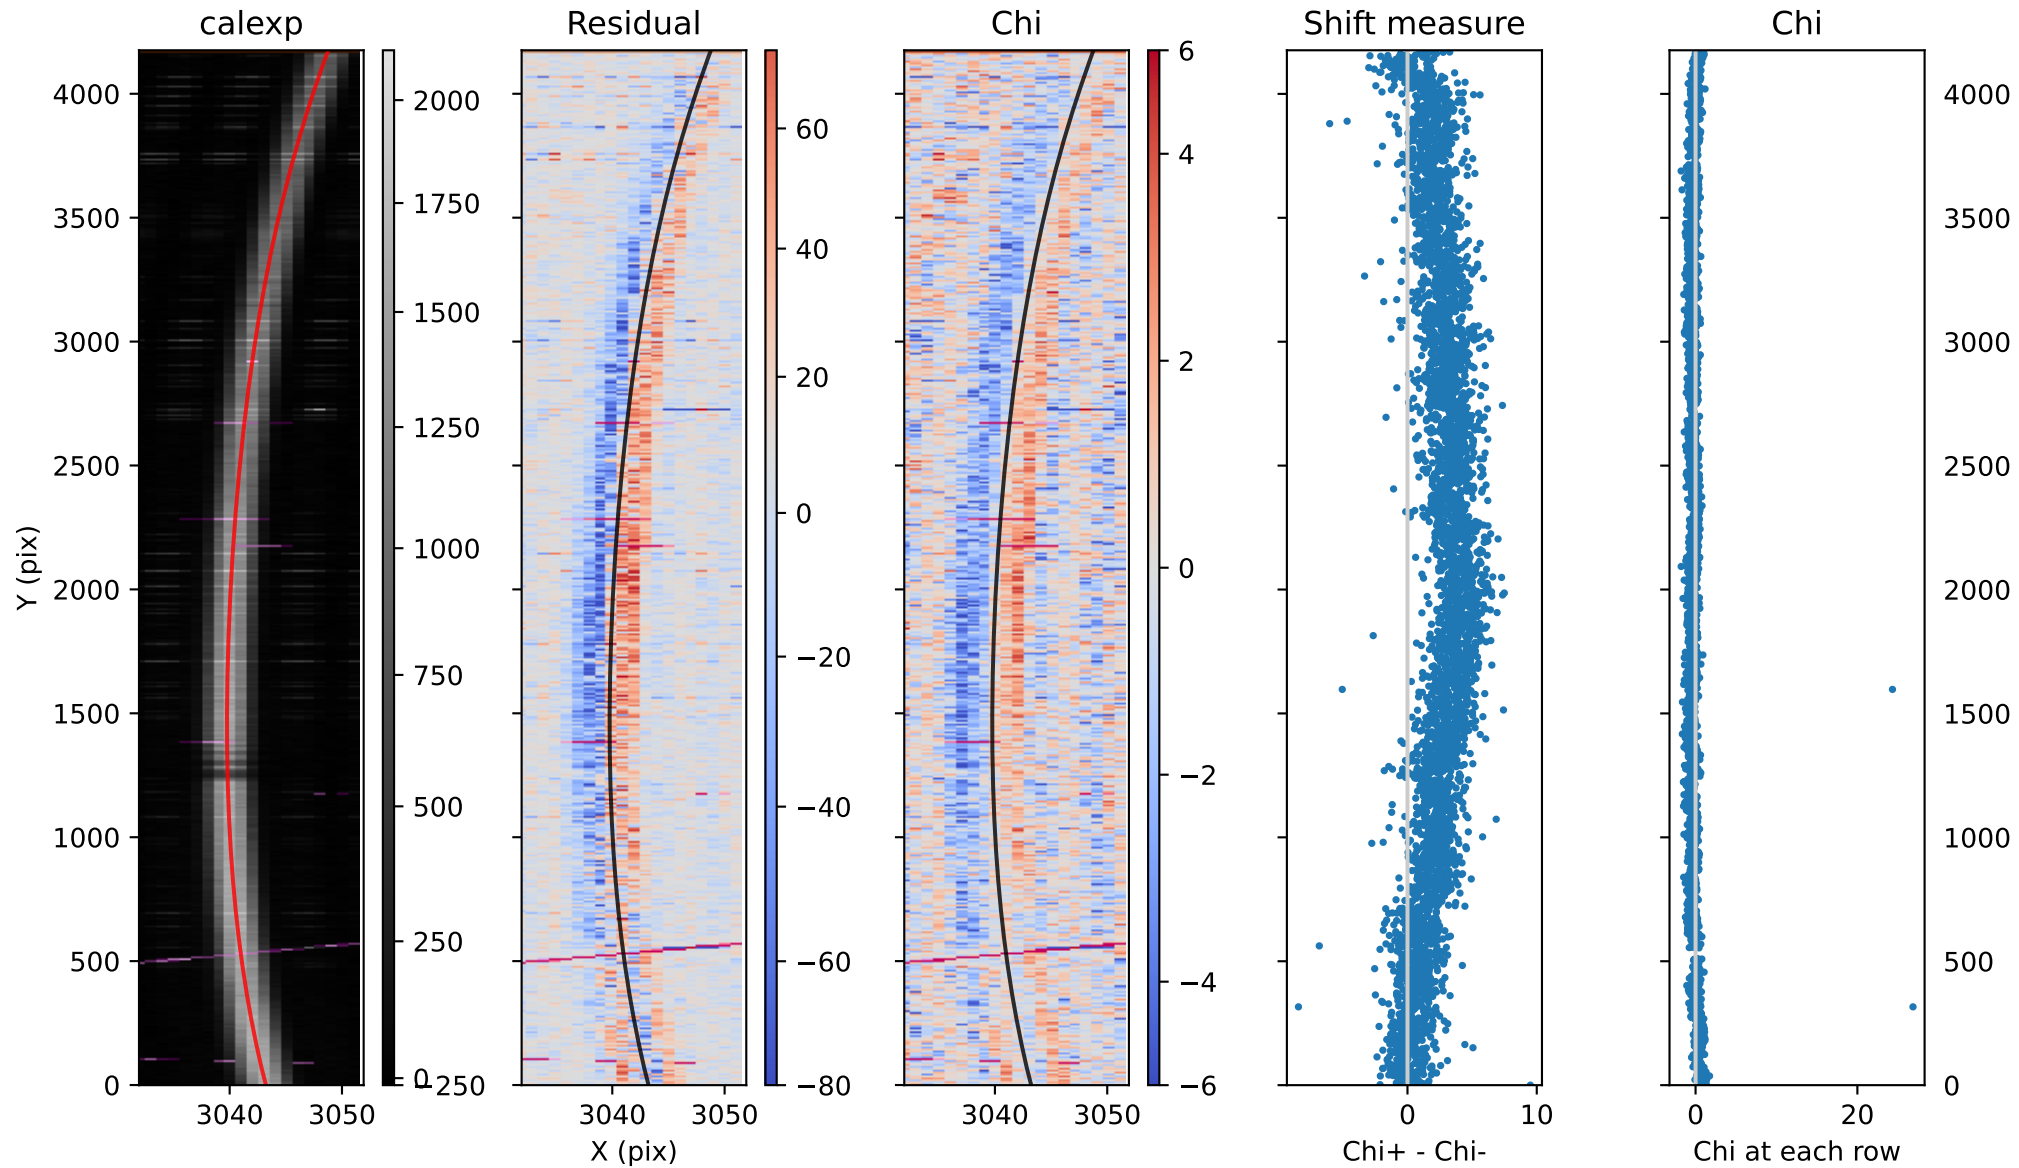 calexp Residual Chi Shift measure Chi
4000 2000 60 6 4000
3500 1750 40 4 3500
3000 1500 20 2 3000
2500 1250 0 0 2500
2000 1000 −20 −2 2000
1500 750 −40 −4 1500
1000 500 −60 −6 1000
500 250 −80 500
0 0 −250 0
Y (pix)
3040 3050 3040 3050 3040 3050 0 10 0 20
X (pix) Chi+ - Chi- Chi at each row